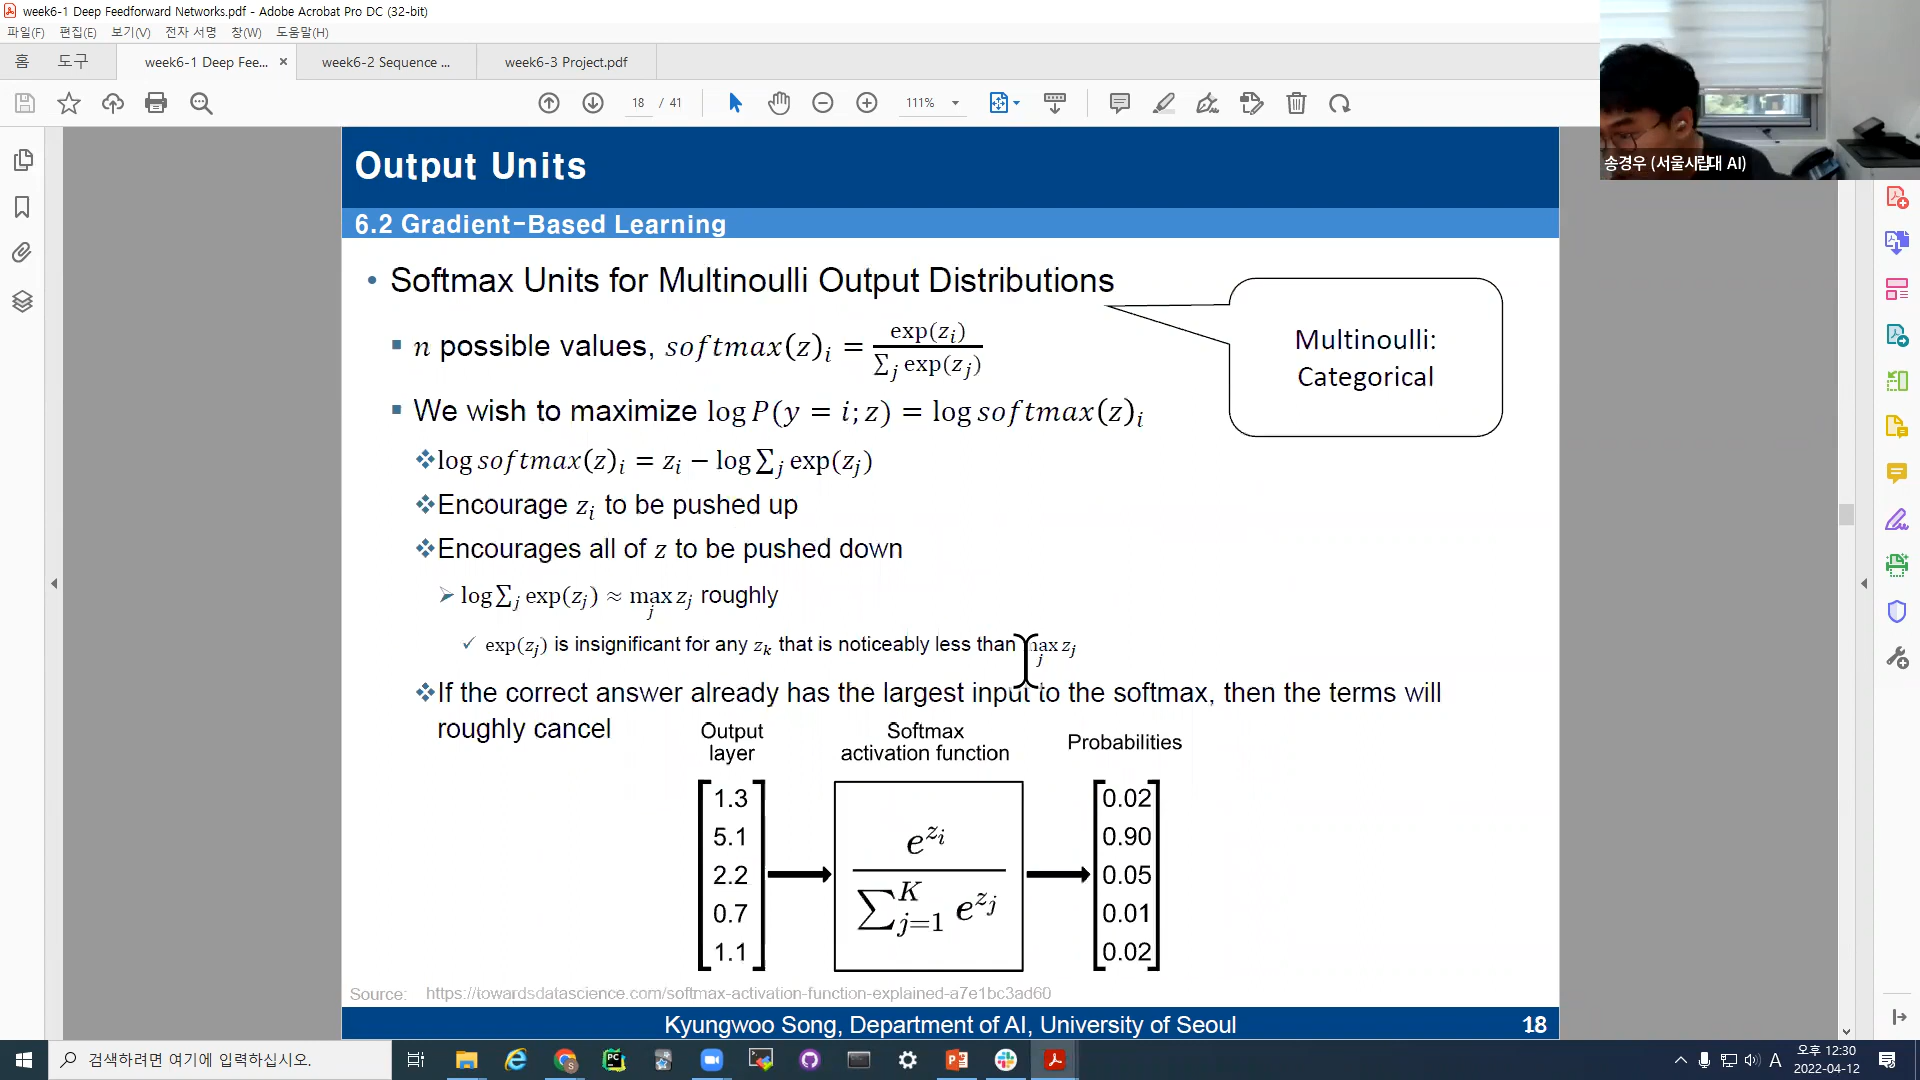 week6-1 Deep Feedforward Networks.pdf - Adobe Acrobat Pro DC (32-bit)
파일(F) 편집(E) 보기(V) 전자 서명 창(W) 도움말(H)
홈 도구 week6-1 Deep Fee... × week6-2 Sequence ... week6-3 Project.pdf
18 / 41 111%
송경우 (서울시립대 AI)
Output Units
6.2 Gradient-Based Learning
• Softmax Units for Multinoulli Output Distributions
Multinoulli:
Categorical
▪ n possible values, softmax(z)_i = exp(z_i) / ∑_j exp(z_j)
▪ We wish to maximize log P(y = i; z) = log softmax(z)_i
❖log softmax(z)_i = z_i − log ∑_j exp(z_j)
❖Encourage z_i to be pushed up
❖Encourages all of z to be pushed down
➢ log ∑_j exp(z_j) ≈ max_j z_j roughly
✓ exp(z_j) is insignificant for any z_k that is noticeably less than max_j z_j
❖If the correct answer already has the largest input to the softmax, then the terms will
roughly cancel
Output
layer
Softmax
activation function
Probabilities
1.3
5.1
2.2
0.7
1.1
e^{z_i} / ∑_{j=1}^{K} e^{z_j}
0.02
0.90
0.05
0.01
0.02
Source: https://towardsdatascience.com/softmax-activation-function-explained-a7e1bc3ad60
Kyungwoo Song, Department of AI, University of Seoul 18
검색하려면 여기에 입력하십시오.
A 오후 12:30
2022-04-12